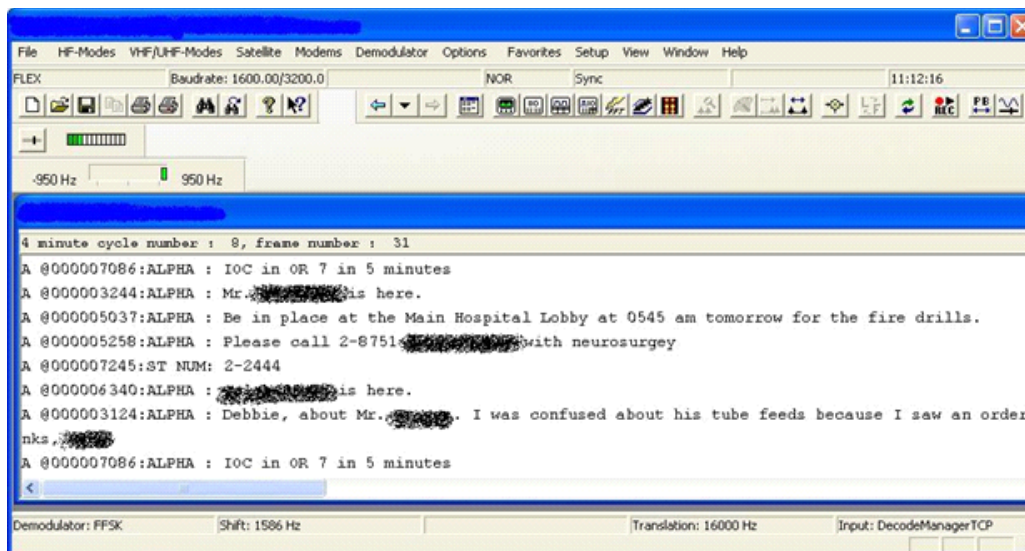 File HF-Modes VHF/UHF-Modes Satellite Modems Demodulator Options Favorites Setup View Window Help
FLEX Baudrate: 1600.00/3200.0 NOR Sync 11:12:16
REC PB
-950 Hz 950 Hz
4 minute cycle number : 8, frame number : 31
A @000007086:ALPHA : IOC in OR 7 in 5 minutes
A @000003244:ALPHA : Mr. is here.
A @000005037:ALPHA : Be in place at the Main Hospital Lobby at 0545 am tomorrow for the fire drills.
A @000005258:ALPHA : Please call 2-8751 with neurosurgey
A @000007245:ST NUM: 2-2444
A @000006340:ALPHA : is here.
A @000003124:ALPHA : Debbie, about Mr. . I was confused about his tube feeds because I saw an order
nks,
A @000007086:ALPHA : IOC in OR 7 in 5 minutes
Demodulator: FFSK Shift: 1586 Hz Translation: 16000 Hz Input: DecodeManagerTCP